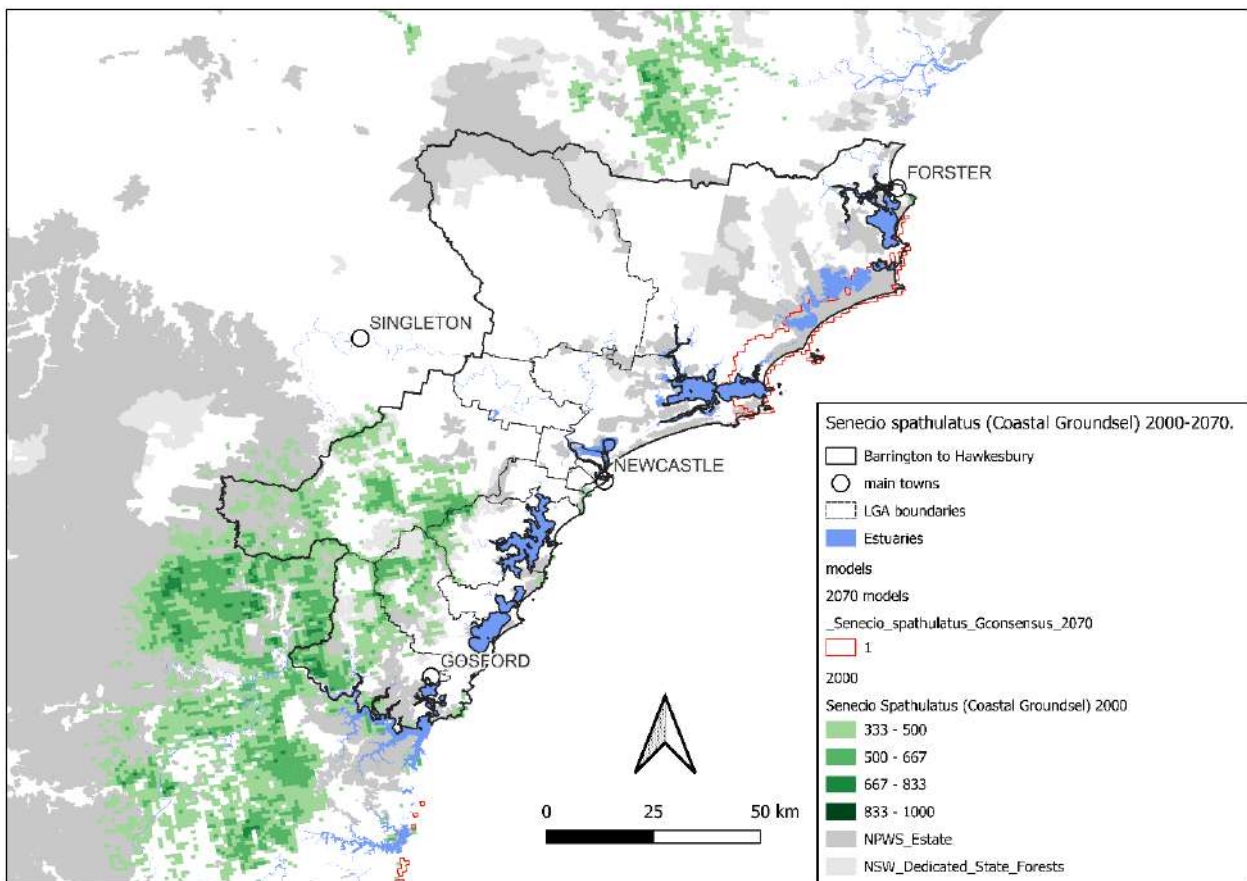 FORSTER
SINGLETON
NEWCASTLE
GOSFORD
0 25 50 km
Senecio spathulatus (Coastal Groundsel) 2000-2070.
Barrington to Hawkesbury
main towns
LGA boundaries
Estuaries
models
2070 models
_Senecio_spathulatus_Gconsensus_2070
1
2000
Senecio Spathulatus (Coastal Groundsel) 2000
333 - 500
500 - 667
667 - 833
833 - 1000
NPWS_Estate
NSW_Dedicated_State_Forests